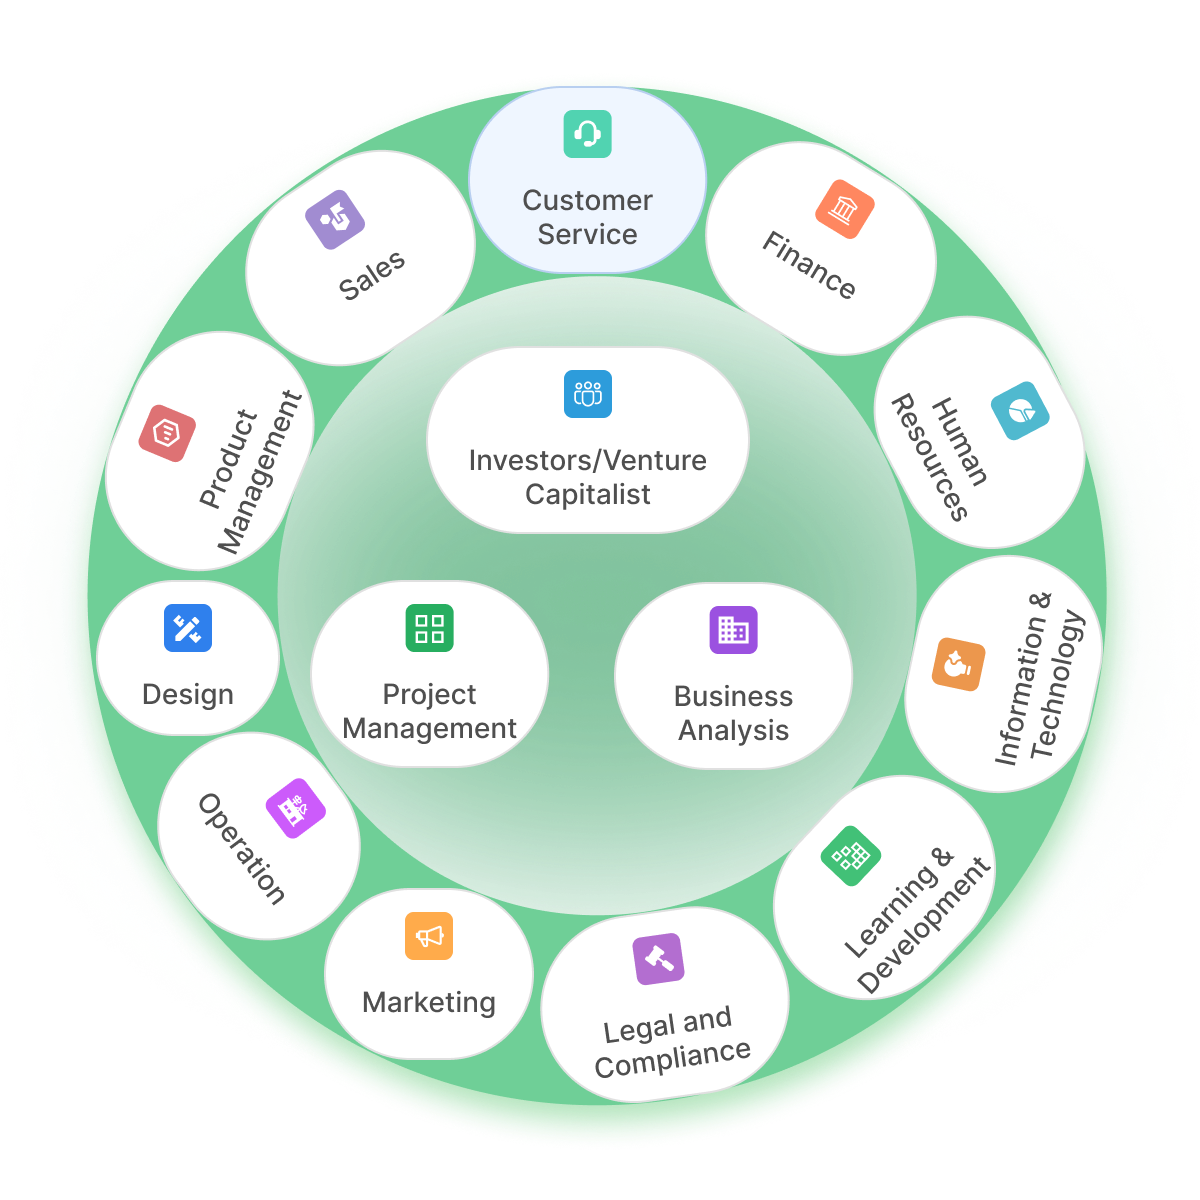 Customer
Service
Finance
Human
Resources
Information &
Technology
Learning &
Development
Legal and
Compliance
Marketing
Operation
Design
Product
Management
Sales
Investors/Venture
Capitalist
Project
Management
Business
Analysis